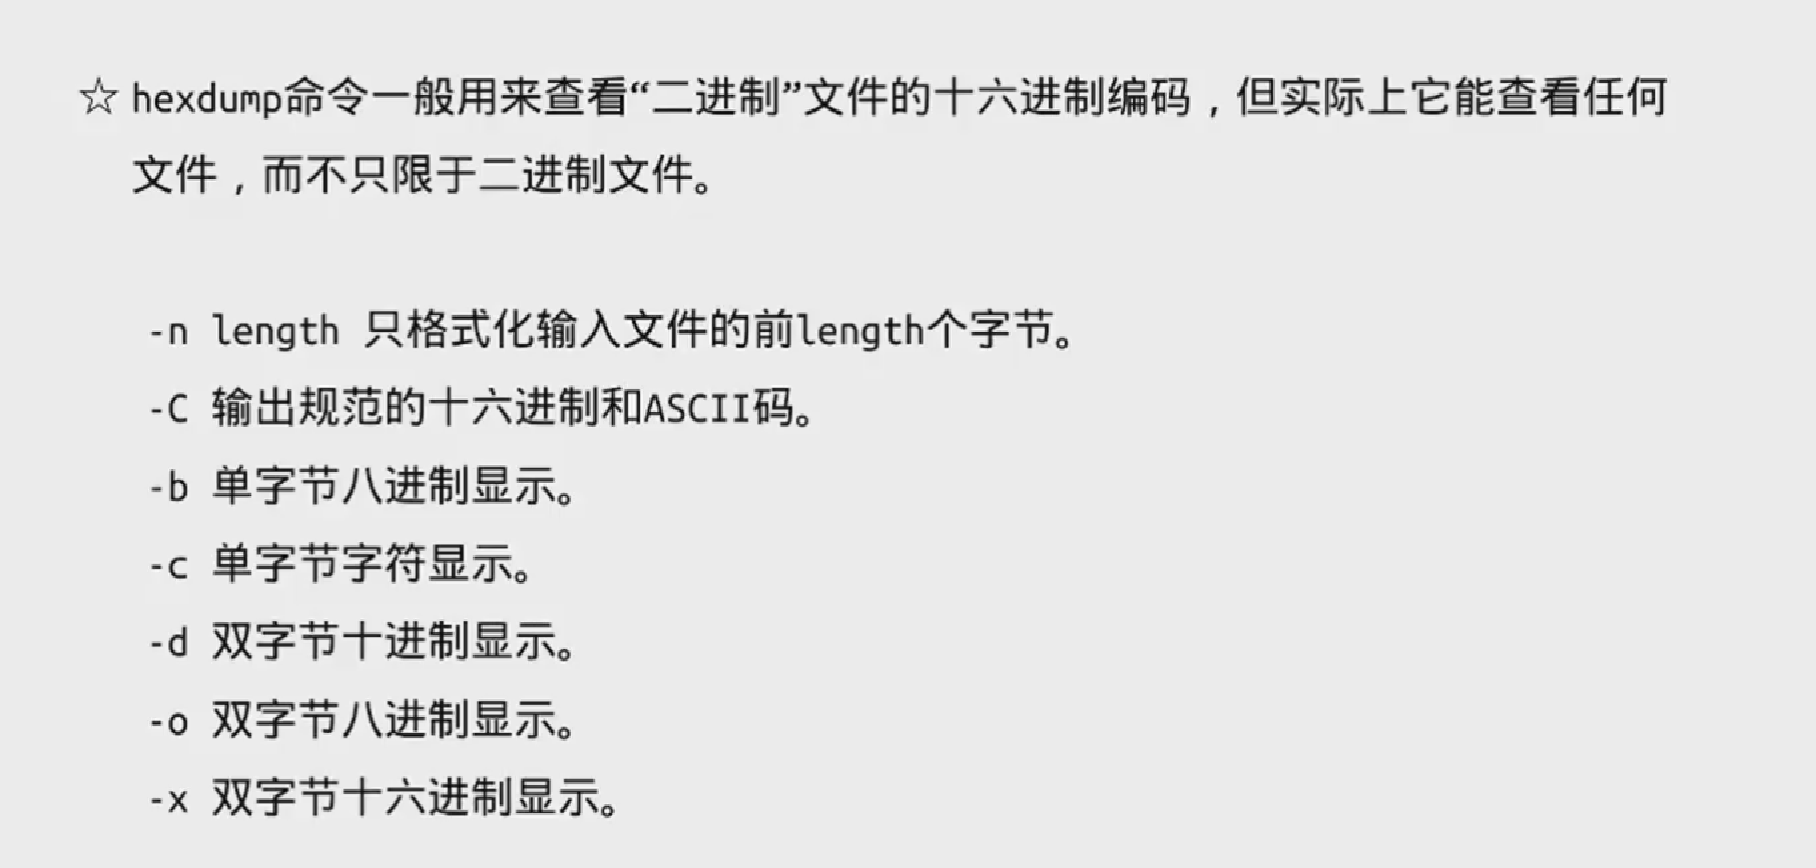 ☆ hexdump命令一般用来查看“二进制”文件的十六进制编码，但实际上它能查看任何
文件，而不只限于二进制文件。
-n length 只格式化输入文件的前length个字节。
-C 输出规范的十六进制和ASCII码。
-b 单字节八进制显示。
-c 单字节字符显示。
-d 双字节十进制显示。
-o 双字节八进制显示。
-x 双字节十六进制显示。